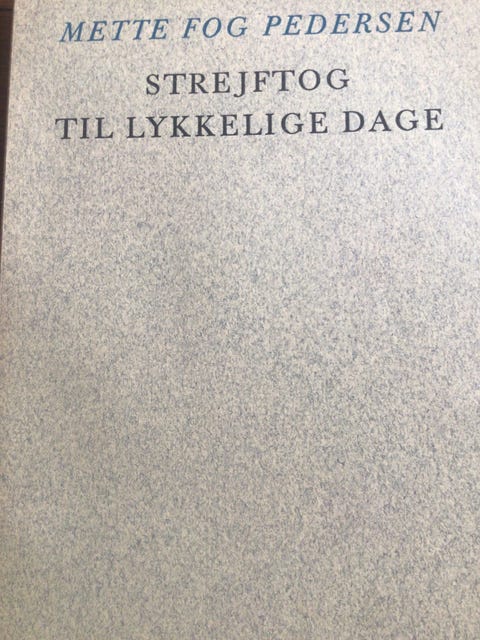 METTE FOG PEDERSEN
STREJFTOG
TIL LYKKELIGE DAGE